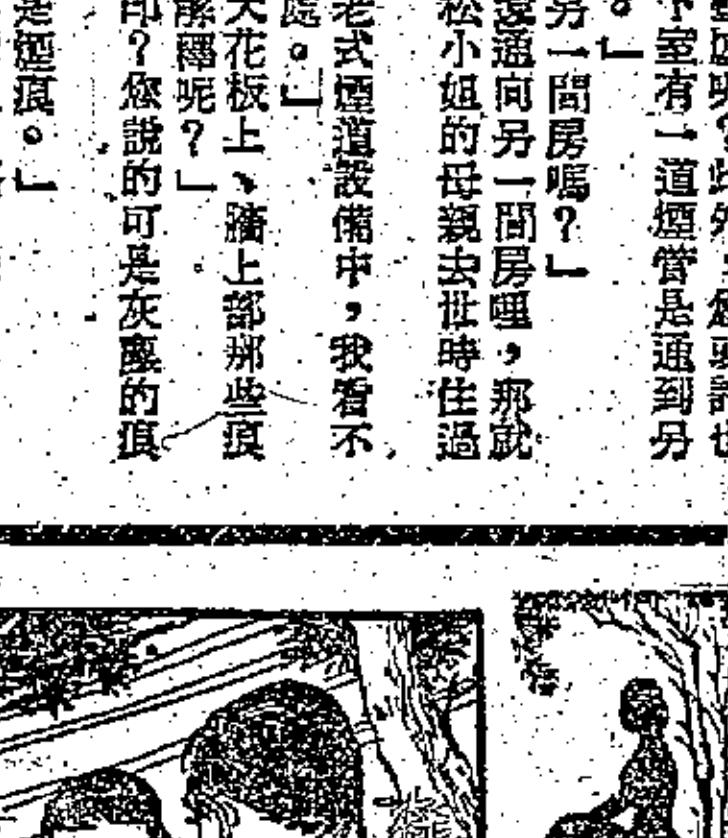 下室有一道煙管是通到另
。」
另一間房嗎？」
還通向另一間房哩，那就
松小姐的母親去世時住過
老式煙道設備中，我看不
處。」
天花板上、牆上部那些痕
解釋呢？」
印？您說的可是灰塵的痕
是煙痕。」